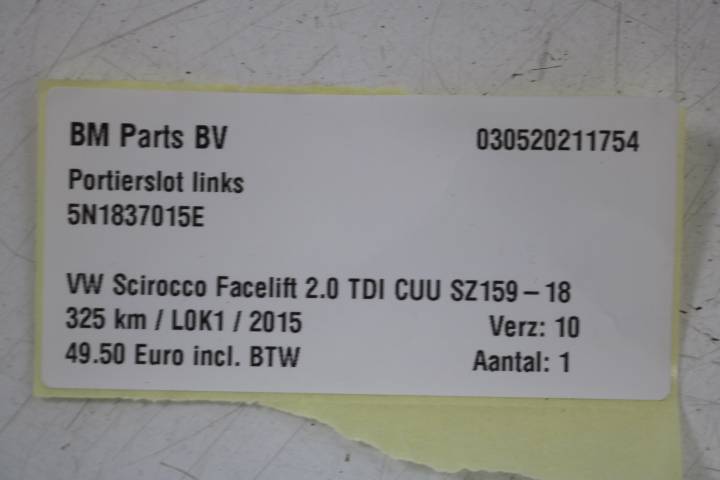 BM Parts BV 030520211754
Portierslot links
5N1837015E
VW Scirocco Facelift 2.0 TDI CUU SZ159-18
325 km / L0K1 / 2015 Verz: 10
49.50 Euro incl. BTW Aantal: 1